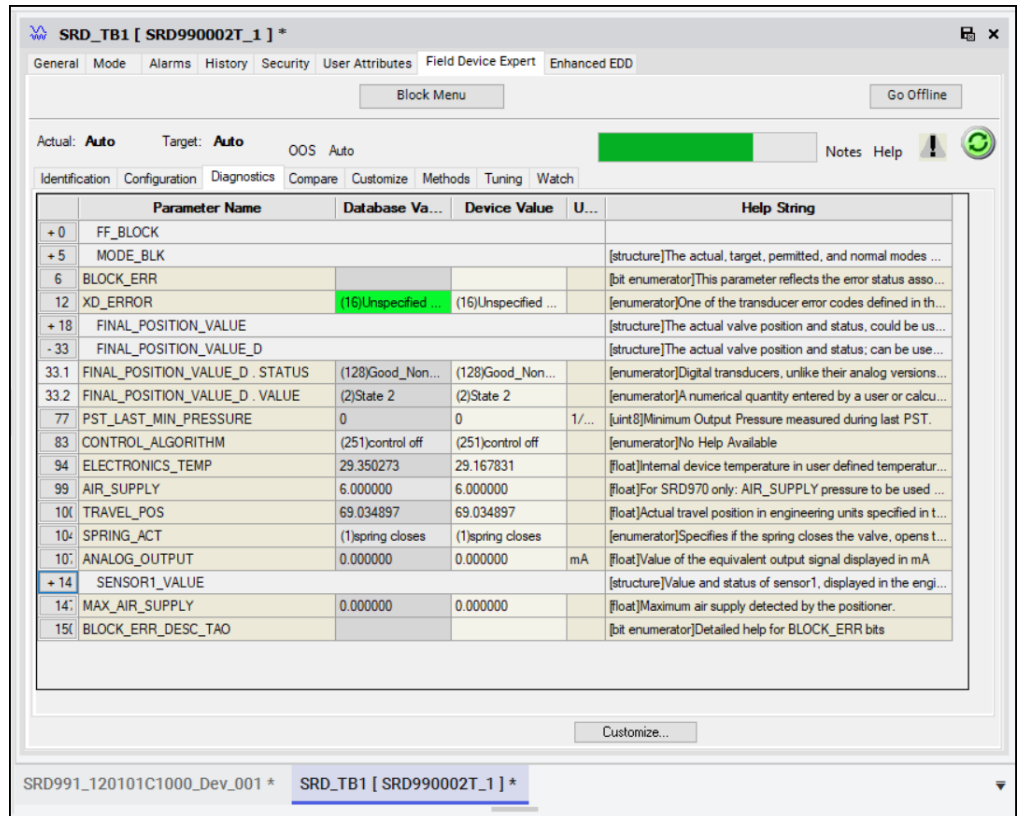 SRD_TB1 [ SRD990002T_1 ] *
General Mode Alarms History Security User Attributes Field Device Expert Enhanced EDD
Block Menu Go Offline
Actual: Auto Target: Auto OOS Auto Notes Help
Identification Configuration Diagnostics Compare Customize Methods Tuning Watch
Parameter Name Database Va... Device Value U... Help String
+ 0 FF_BLOCK
+ 5 MODE_BLK [structure]The actual, target, permitted, and normal modes ...
6 BLOCK_ERR [bit enumerator]This parameter reflects the error status asso...
12 XD_ERROR (16)Unspecified ... (16)Unspecified ... [enumerator]One of the transducer error codes defined in th...
+ 18 FINAL_POSITION_VALUE [structure]The actual valve position and status, could be us...
- 33 FINAL_POSITION_VALUE_D [structure]The actual valve position and status; can be use...
33.1 FINAL_POSITION_VALUE_D . STATUS (128)Good_Non... (128)Good_Non... [enumerator]Digital transducers, unlike their analog versions...
33.2 FINAL_POSITION_VALUE_D . VALUE (2)State 2 (2)State 2 [enumerator]A numerical quantity entered by a user or calcu...
77 PST_LAST_MIN_PRESSURE 0 0 1/... [uint8]Minimum Output Pressure measured during last PST.
83 CONTROL_ALGORITHM (251)control off (251)control off [enumerator]No Help Available
94 ELECTRONICS_TEMP 29.350273 29.167831 [float]Internal device temperature in user defined temperatur...
99 AIR_SUPPLY 6.000000 6.000000 [float]For SRD970 only: AIR_SUPPLY pressure to be used ...
10 TRAVEL_POS 69.034897 69.034897 [float]Actual travel position in engineering units specified in t...
10 SPRING_ACT (1)spring closes (1)spring closes [enumerator]Specifies if the spring closes the valve, opens t...
10 ANALOG_OUTPUT 0.000000 0.000000 mA [float]Value of the equivalent output signal displayed in mA
+ 14 SENSOR1_VALUE [structure]Value and status of sensor1, displayed in the engi...
14 MAX_AIR_SUPPLY 0.000000 0.000000 [float]Maximum air supply detected by the positioner.
15 BLOCK_ERR_DESC_TAO [bit enumerator]Detailed help for BLOCK_ERR bits
Customize...
SRD991_120101C1000_Dev_001 * SRD_TB1 [ SRD990002T_1 ] *